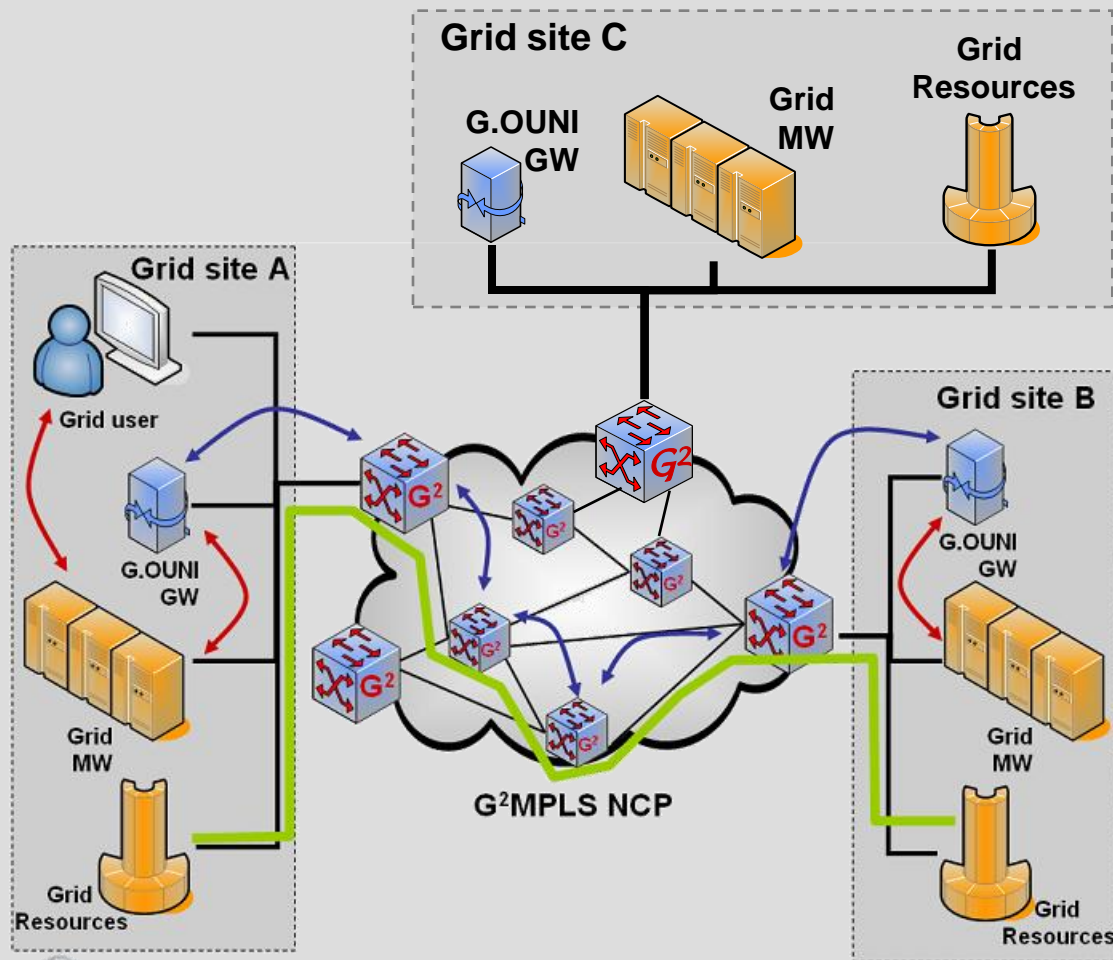 Grid site C
Grid
Resources
Grid
MW
G.OUNI
GW
Grid site A
Grid user
G.OUNI
GW
Grid
MW
Grid
Resources
G²
G²
G²
G²
G²
G²
G²
G²MPLS NCP
Grid site B
G.OUNI
GW
Grid
MW
Grid
Resources